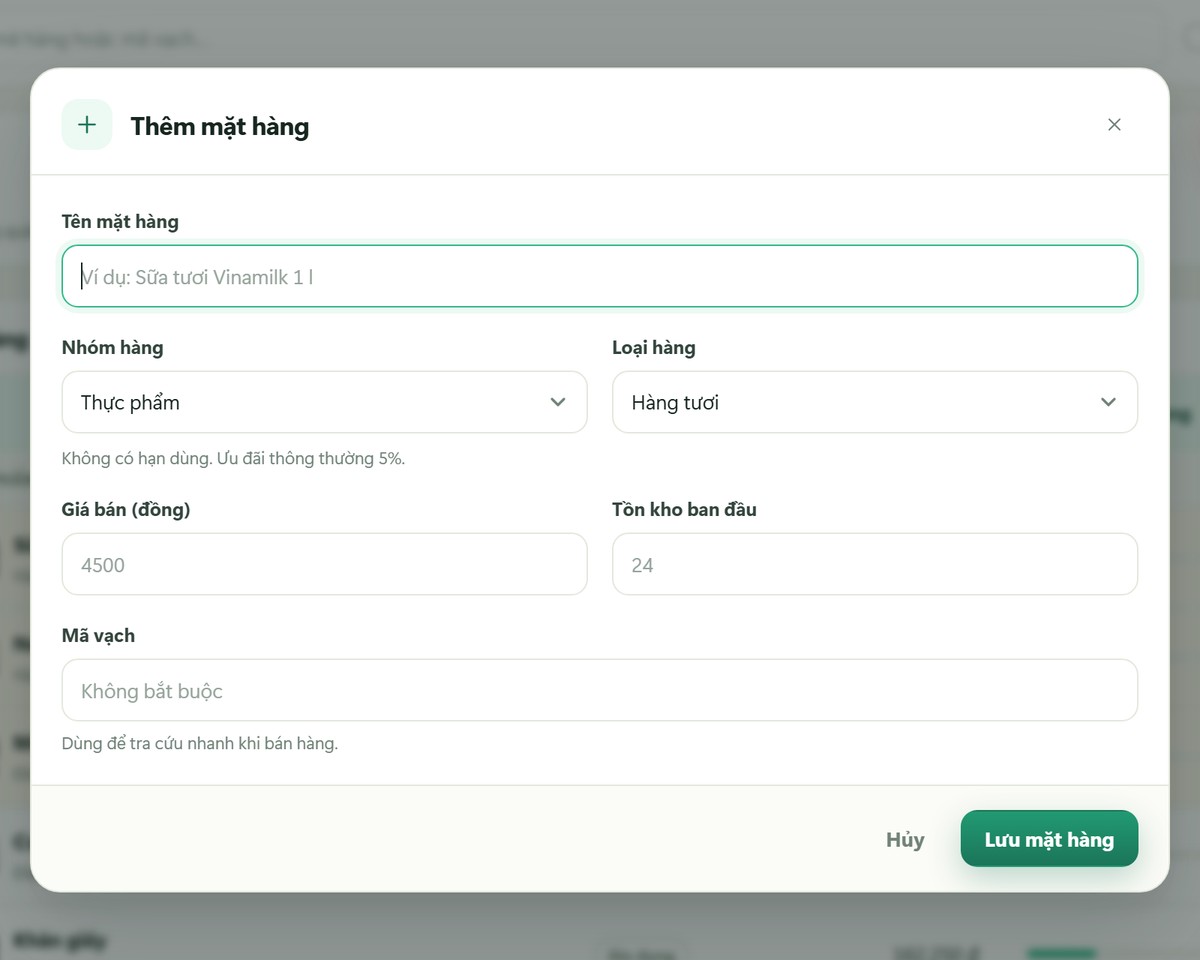 Thêm mặt hàng
Tên mặt hàng
Ví dụ: Sữa tươi Vinamilk 1 l
Nhóm hàng
Loại hàng
Thực phẩm
Hàng tươi
Không có hạn dùng. Ưu đãi thông thường 5%.
Giá bán (đồng)
Tồn kho ban đầu
4500
24
Mã vạch
Không bắt buộc
Dùng để tra cứu nhanh khi bán hàng.
Hủy
Lưu mặt hàng
Khăn giấy